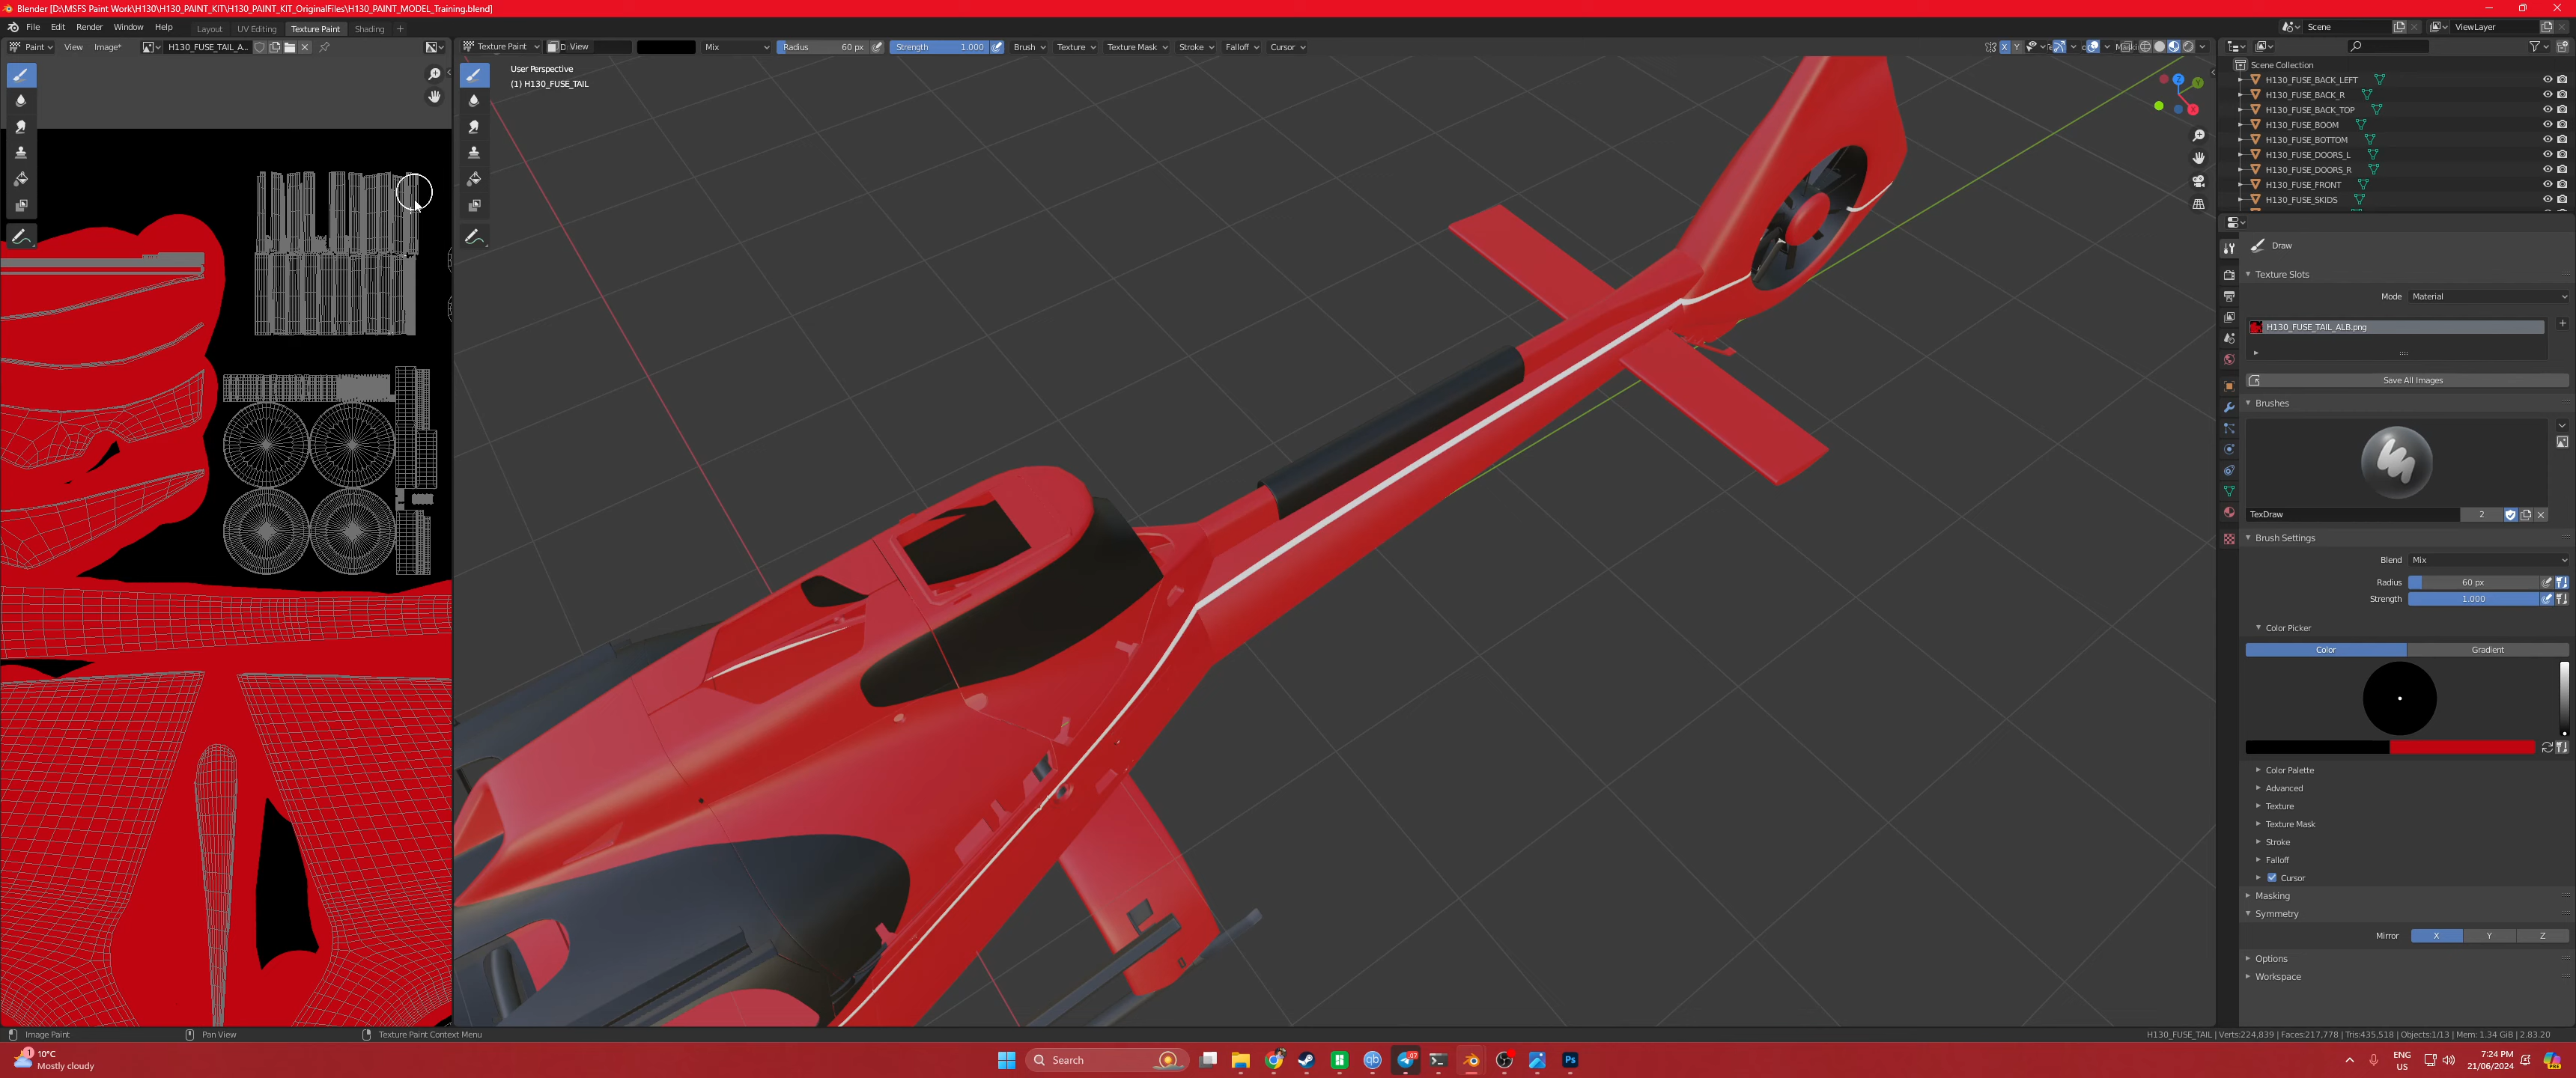 Blender [D:\MSFS Paint Work\H130\H130_PAINT_KIT\H130_PAINT_KIT_OriginalFiles\H130_PAINT_MODEL_Training.blend]
File Edit Render Window Help Layout UV Editing Texture Paint Shading + Scene ViewLayer
Paint View Image* H130_FUSE_TAIL_A... Texture Paint View Mix Radius 60 px Strength 1.000 Brush Texture Texture Mask Stroke Falloff Cursor X Y
User Perspective
(1) H130_FUSE_TAIL
Z Y X
Scene Collection
H130_FUSE_BACK_LEFT
H130_FUSE_BACK_R
H130_FUSE_BACK_TOP
H130_FUSE_BOOM
H130_FUSE_BOTTOM
H130_FUSE_DOORS_L
H130_FUSE_DOORS_R
H130_FUSE_FRONT
H130_FUSE_SKIDS
Draw
Texture Slots
Mode Material
H130_FUSE_TAIL_ALB.png
Save All Images
Brushes
TexDraw 2
Brush Settings
Blend Mix
Radius 60 px
Strength 1.000
Color Picker
Color Gradient
Color Palette
Advanced
Texture
Texture Mask
Stroke
Falloff
Cursor
Masking
Symmetry
Mirror X Y Z
Options
Workspace
Image Paint Pan View Texture Paint Context Menu H130_FUSE_TAIL | Verts:224,839 | Faces:217,778 | Tris:435,518 | Objects:1/13 | Mem: 1.34 GiB | 2.83.20
1
10°C
Mostly cloudy
Search
qb
07
Ps
ENG
US
7:24 PM
21/06/2024
PRE